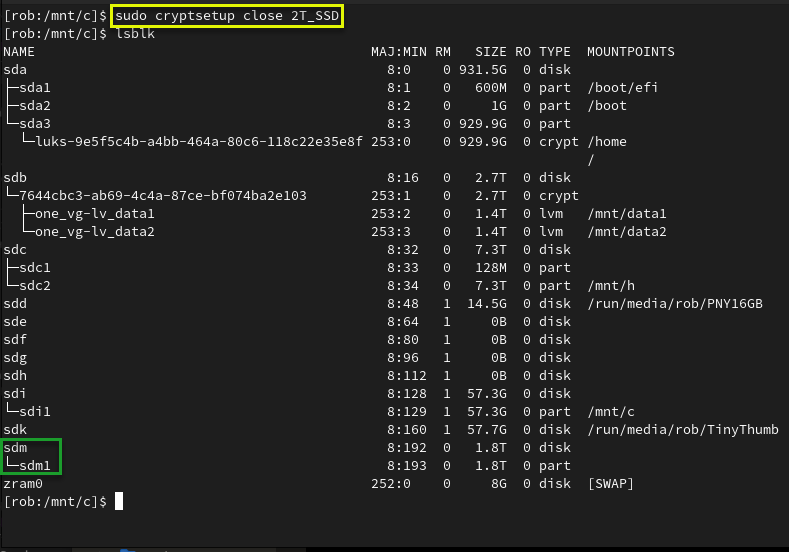 [rob:/mnt/c]$ sudo cryptsetup close 2T_SSD
[rob:/mnt/c]$ lsblk
NAME MAJ:MIN RM SIZE RO TYPE MOUNTPOINTS
sda 8:0 0 931.5G 0 disk
├─sda1 8:1 0 600M 0 part /boot/efi
├─sda2 8:2 0 1G 0 part /boot
└─sda3 8:3 0 929.9G 0 part
└─luks-9e5f5c4b-a4bb-464a-80c6-118c22e35e8f 253:0 0 929.9G 0 crypt /home
/
sdb 8:16 0 2.7T 0 disk
└─7644cbc3-ab69-4c4a-87ce-bf074ba2e103 253:1 0 2.7T 0 crypt
├─one_vg-lv_data1 253:2 0 1.4T 0 lvm /mnt/data1
└─one_vg-lv_data2 253:3 0 1.4T 0 lvm /mnt/data2
sdc 8:32 0 7.3T 0 disk
├─sdc1 8:33 0 128M 0 part
└─sdc2 8:34 0 7.3T 0 part /mnt/h
sdd 8:48 1 14.5G 0 disk /run/media/rob/PNY16GB
sde 8:64 1 0B 0 disk
sdf 8:80 1 0B 0 disk
sdg 8:96 1 0B 0 disk
sdh 8:112 1 0B 0 disk
sdi 8:128 1 57.3G 0 disk
└─sdi1 8:129 1 57.3G 0 part /mnt/c
sdk 8:160 1 57.7G 0 disk /run/media/rob/TinyThumb
sdm 8:192 0 1.8T 0 disk
└─sdm1 8:193 0 1.8T 0 part
zram0 252:0 0 8G 0 disk [SWAP]
[rob:/mnt/c]$